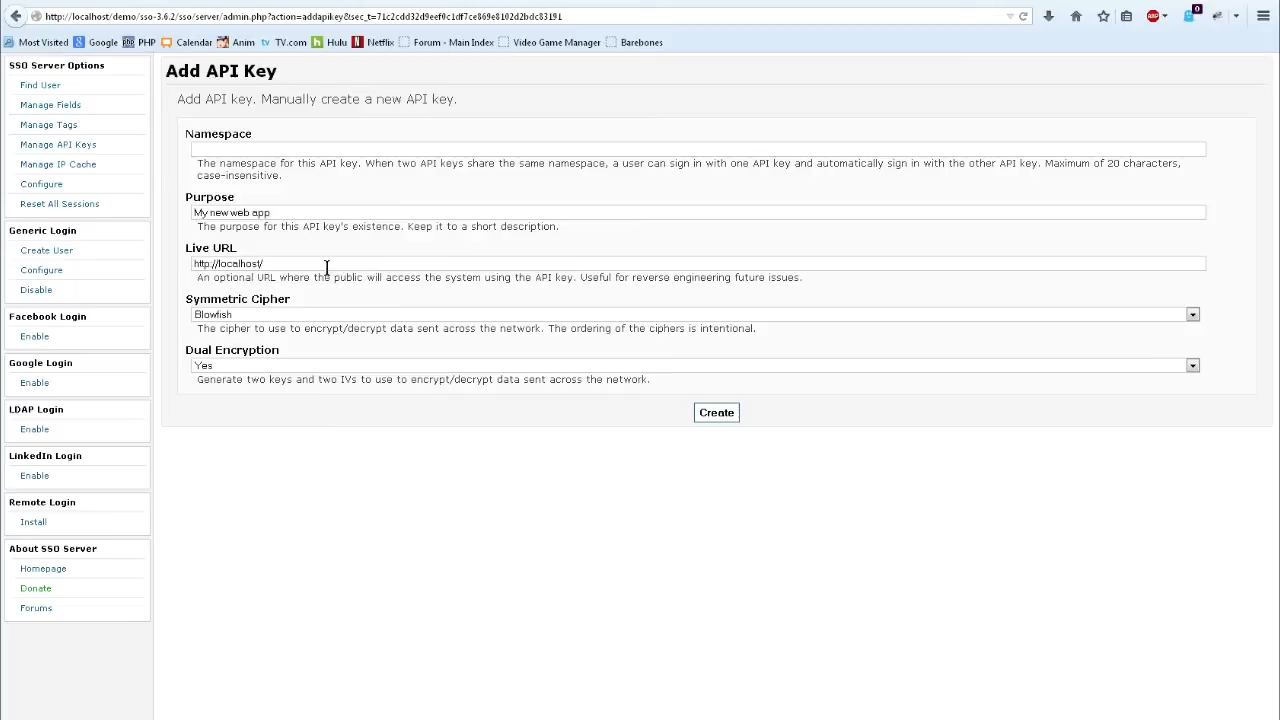 http://localhost/demo/sso-3.6.2/sso/server/admin.php?action=addapikey&sec_t=71c2cdd32d9eef0c1df7ce869e8102d2bdc83191
ABP
0
Most Visited Google PHP Calendar Anim TV.com Hulu Netflix Forum - Main Index Video Game Manager Barebones
SSO Server Options
Find User
Manage Fields
Manage Tags
Manage API Keys
Manage IP Cache
Configure
Reset All Sessions
Generic Login
Create User
Configure
Disable
Facebook Login
Enable
Google Login
Enable
LDAP Login
Enable
LinkedIn Login
Enable
Remote Login
Install
About SSO Server
Homepage
Donate
Forums
Add API Key
Add API key. Manually create a new API key.
Namespace
The namespace for this API key. When two API keys share the same namespace, a user can sign in with one API key and automatically sign in with the other API key. Maximum of 20 characters,
case-insensitive.
Purpose
My new web app
The purpose for this API key's existence. Keep it to a short description.
Live URL
http://localhost/
An optional URL where the public will access the system using the API key. Useful for reverse engineering future issues.
Symmetric Cipher
Blowfish
The cipher to use to encrypt/decrypt data sent across the network. The ordering of the ciphers is intentional.
Dual Encryption
Yes
Generate two keys and two IVs to use to encrypt/decrypt data sent across the network.
Create